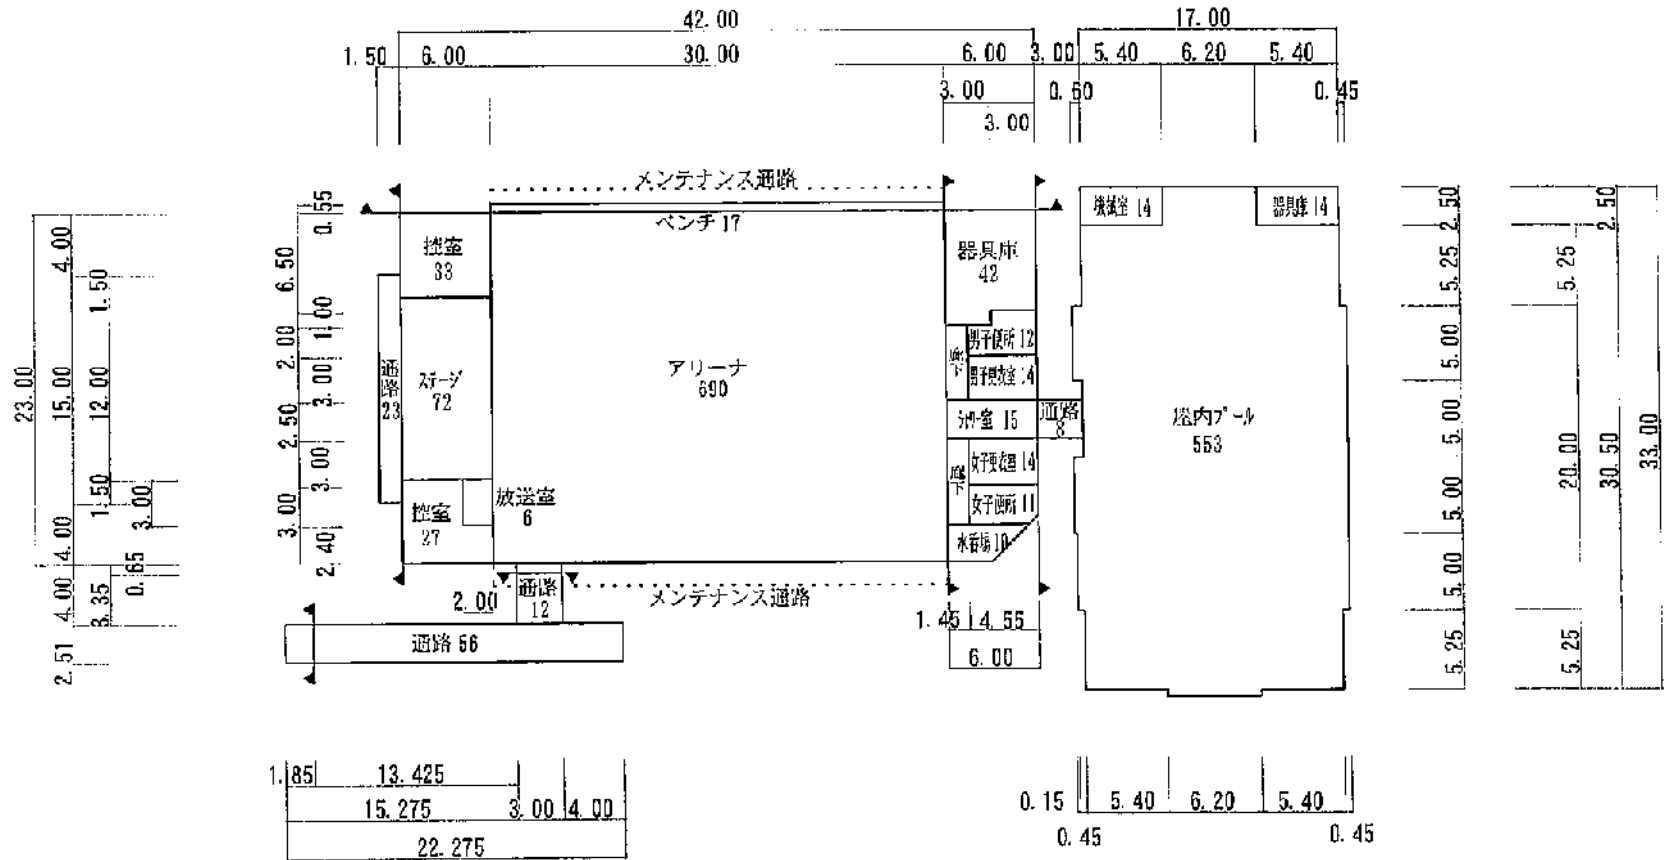 42.00
17.00
1.50 6.00 30.00 6.00 3.00 5.40 6.20 5.40
3.00 0.60 0.45
3.00
メンテナンス通路
ベンチ 17
控室
33
器具庫
42
機械室 14
器具庫 14
通路
23
ステージ
72
アリーナ
690
廊下
男子便所 12
男子更衣室 14
シャワー室 15
通路
8
屋内プール
553
廊下
女子更衣室 14
女子便所 11
水呑場 10
控室
27
放送室
6
通路
12
2.00
メンテナンス通路
通路 56
1.45 4.55
6.00
23.00
4.00
15.00
4.00
4.00
2.51
1.50
12.00
1.50
3.35
3.00
0.65
0.55
6.50
1.00
2.00
3.00
2.50
3.00
3.00
2.40
2.50
5.25
5.00
5.00
5.00
5.00
5.25
2.50
5.25
20.00
5.25
30.50
33.00
1.85 13.425
15.275 3.00 4.00
22.275
0.15 5.40 6.20 5.40
0.45 0.45